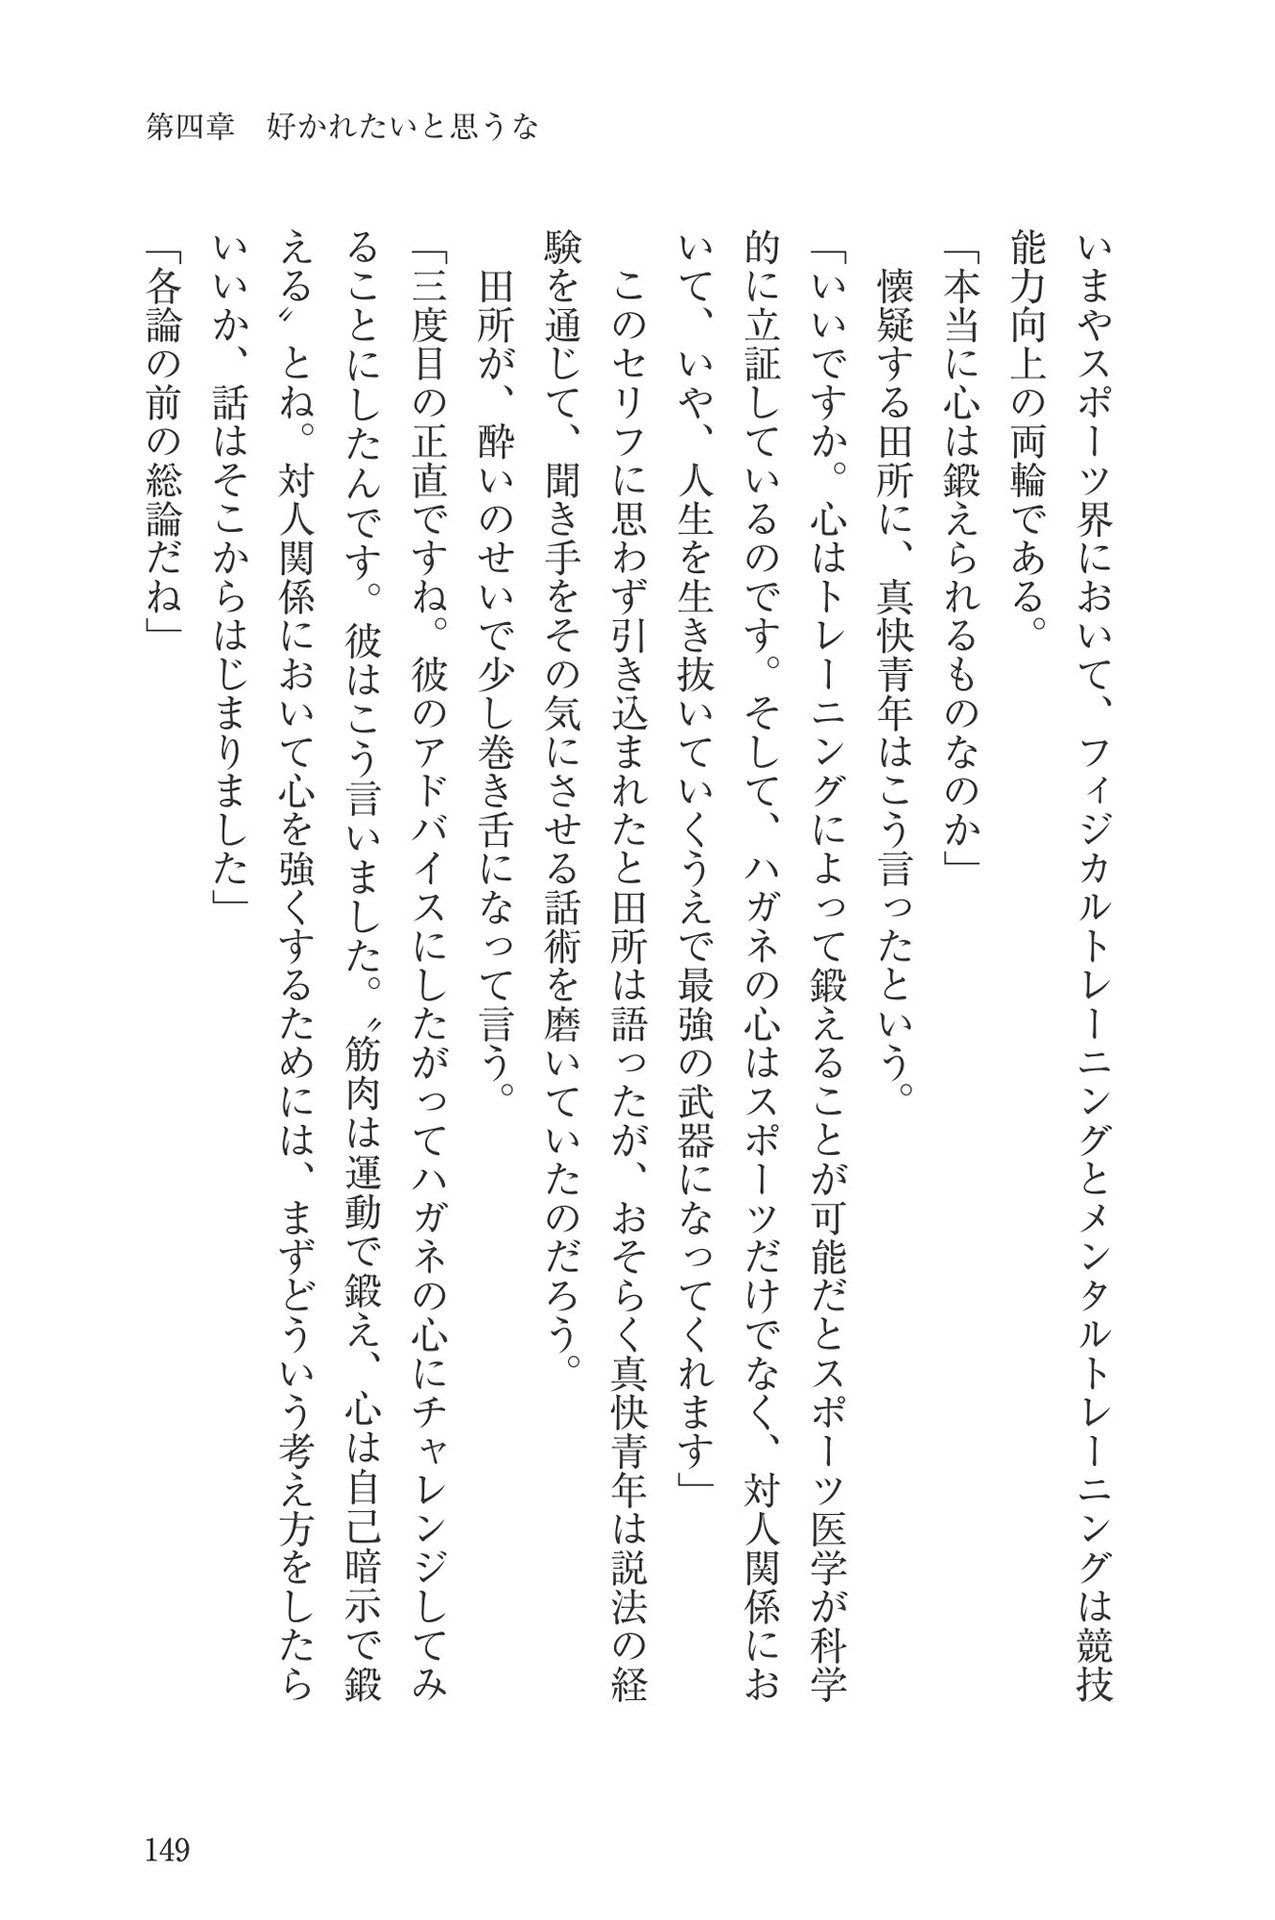 第四章　好かれたいと思うな
いまやスポーツ界において、フィジカルトレーニングとメンタルトレーニングは競技
能力向上の両輪である。
「本当に心は鍛えられるものなのか」
　懐疑する田所に、真快青年はこう言ったという。
「いいですか。心はトレーニングによって鍛えることが可能だとスポーツ医学が科学
的に立証しているのです。そして、ハガネの心はスポーツだけでなく、対人関係にお
いて、いや、人生を生き抜いていくうえで最強の武器になってくれます」
　このセリフに思わず引き込まれたと田所は語ったが、おそらく真快青年は説法の経
験を通じて、聞き手をその気にさせる話術を磨いていたのだろう。
　田所が、酔いのせいで少し巻き舌になって言う。
「三度目の正直ですね。彼のアドバイスにしたがってハガネの心にチャレンジしてみ
ることにしたんです。彼はこう言いました。〝筋肉は運動で鍛え、心は自己暗示で鍛
える〟とね。対人関係において心を強くするためには、まずどういう考え方をしたら
いいか、話はそこからはじまりました」
「各論の前の総論だね」
149